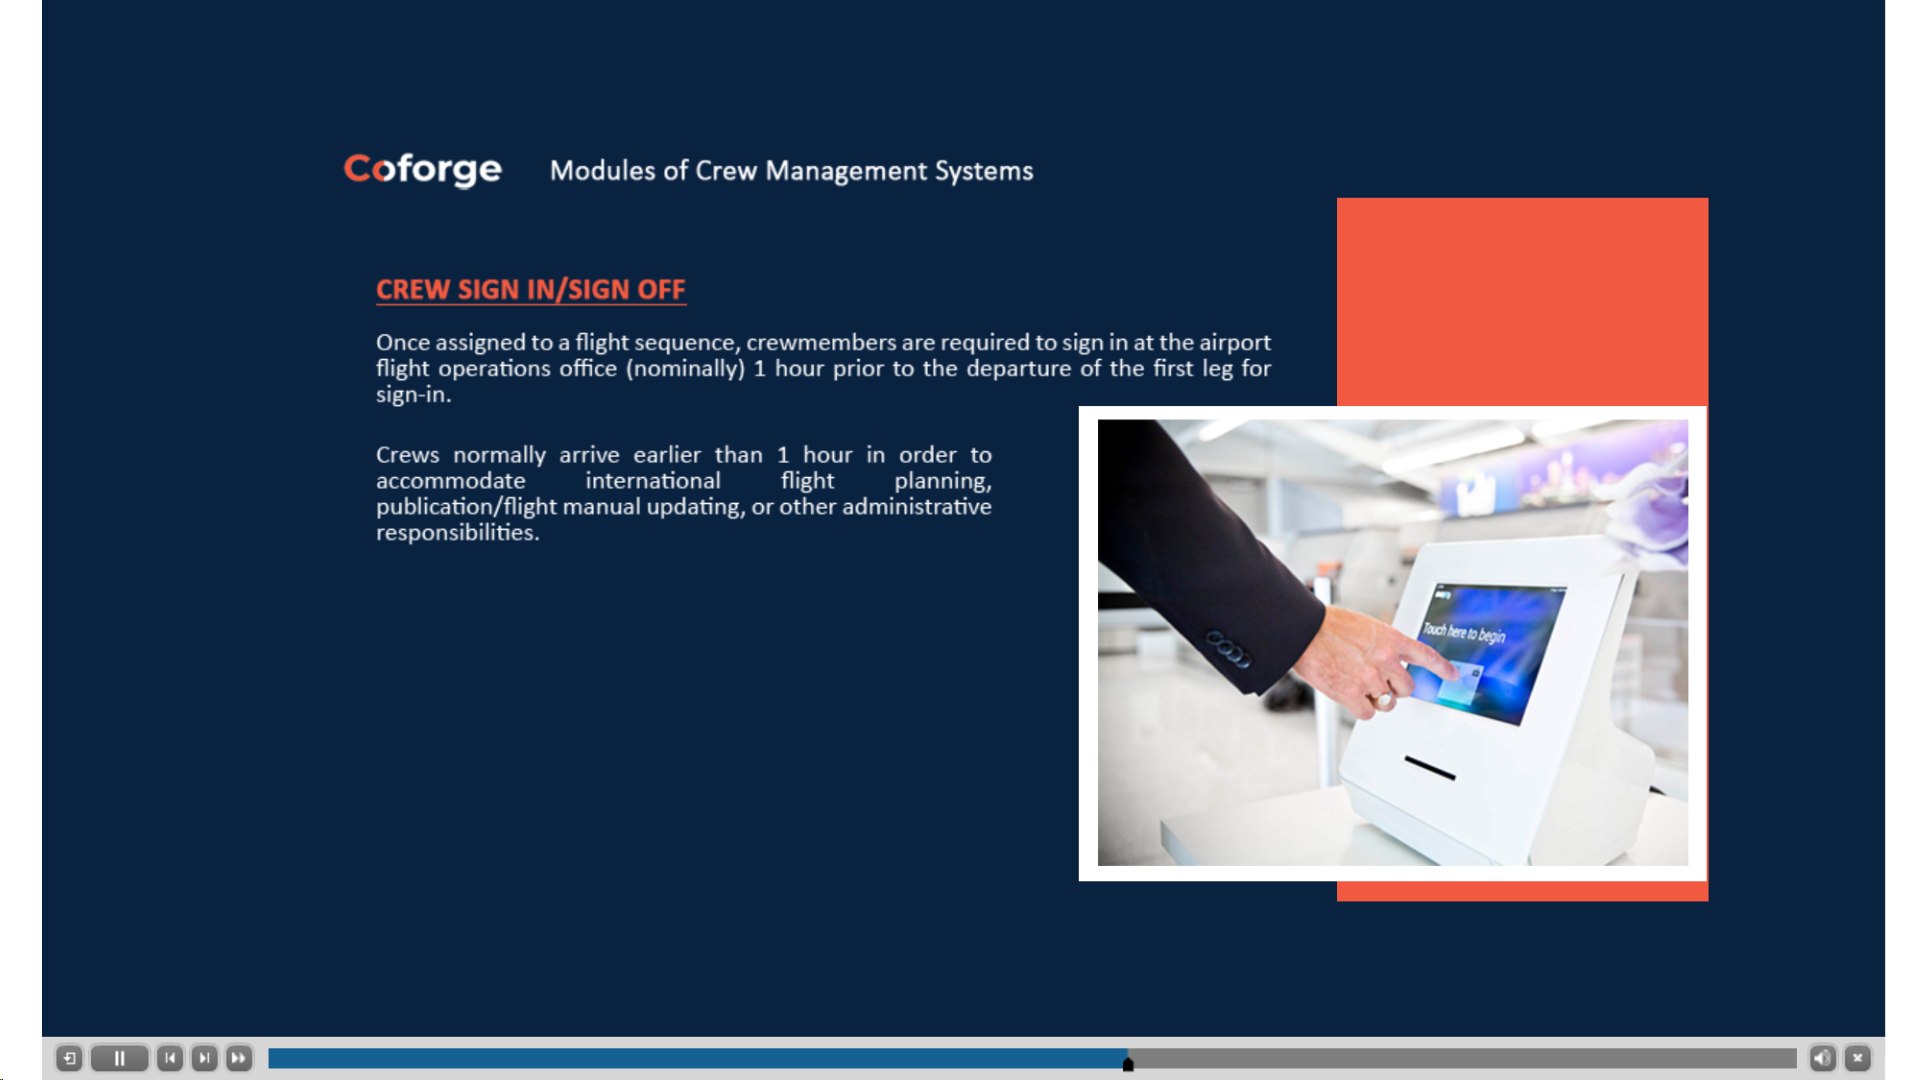 Coforge
Modules of Crew Management Systems
CREW SIGN IN/SIGN OFF
Once assigned to a flight sequence, crewmembers are required to sign in at the airport
flight operations office (nominally) 1 hour prior to the departure of the first leg for
sign-in.
Crews normally arrive earlier than 1 hour in order to
accommodate international flight planning,
publication/flight manual updating, or other administrative
responsibilities.
Touch here to begin